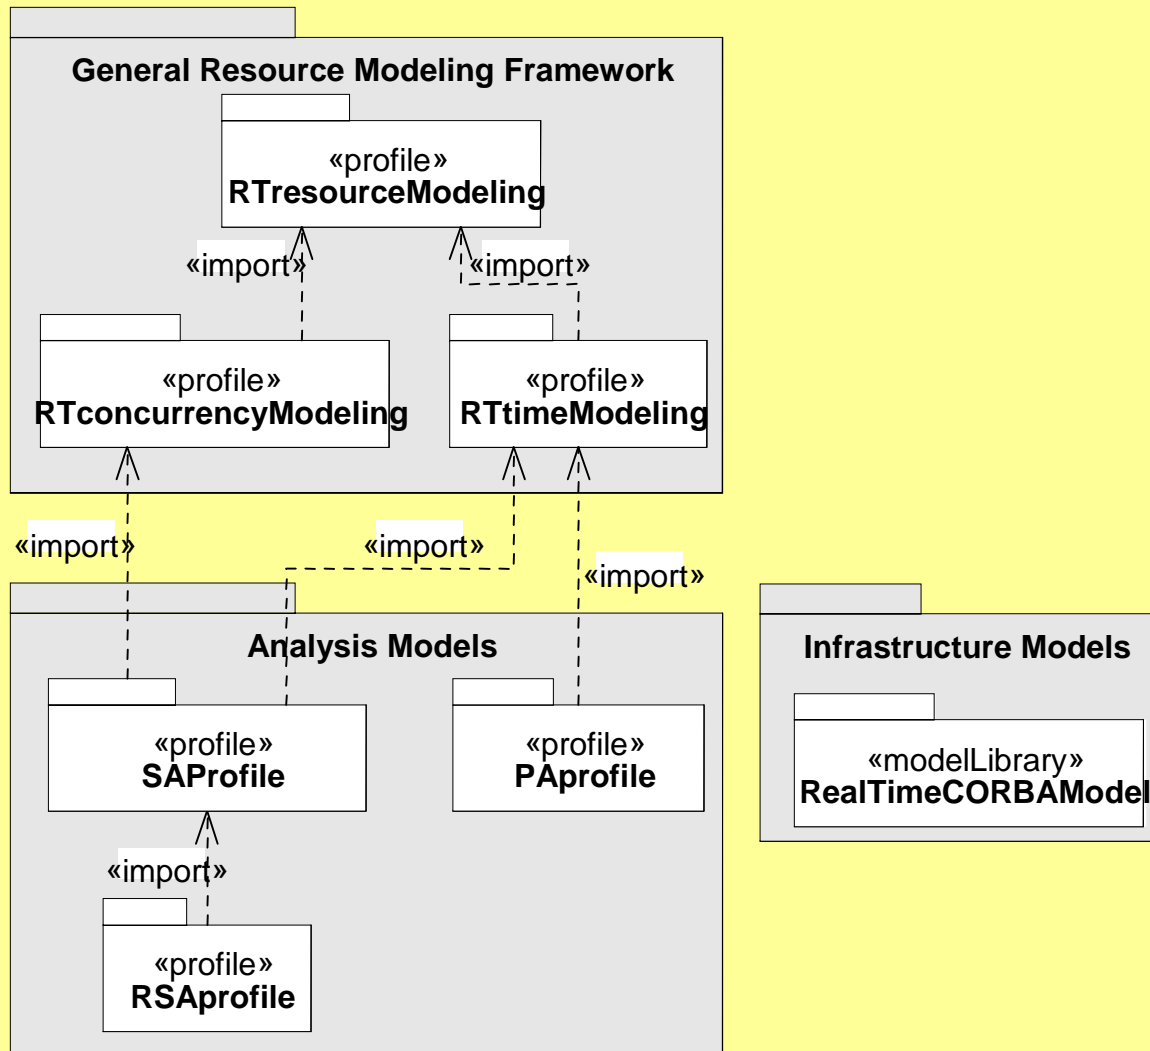 General Resource Modeling Framework
«profile»
RTresourceModeling
«import»
«import»
«profile»
RTconcurrencyModeling
«profile»
RTtimeModeling
«import»
«import»
«import»
Analysis Models
«profile»
SAProfile
«profile»
PAprofile
«import»
«profile»
RSAprofile
Infrastructure Models
«modelLibrary»
RealTimeCORBAModel